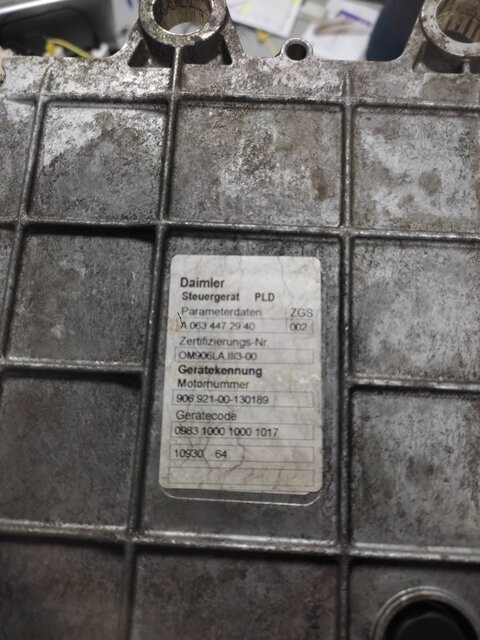 Daimler
Steuergerät PLD
Parameterdaten ZGS
A 063 447 29 40 002
Zertifizierungs-Nr.
OM906LA.III/3-00
Gerätekennung
Motornummer
906.921-00-130189
Gerätecode
0983 1000 1000 1017
10930 64